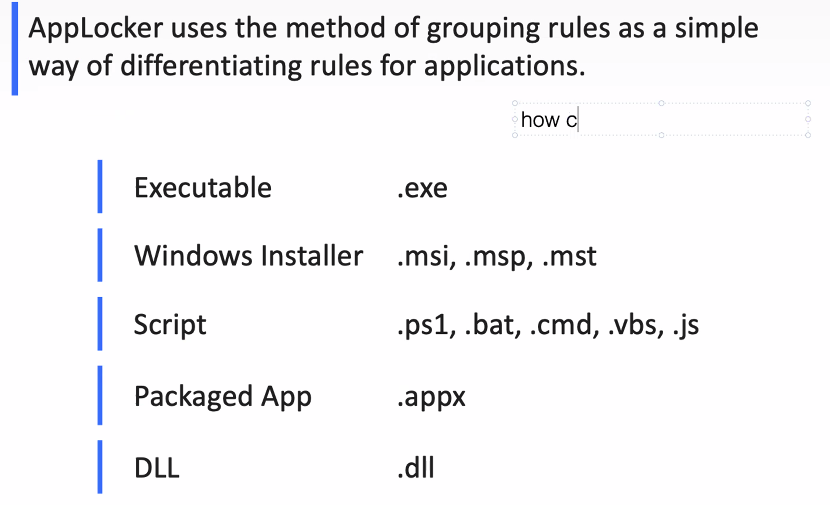 AppLocker uses the method of grouping rules as a simple
way of differentiating rules for applications.
how c
Executable .exe
Windows Installer .msi, .msp, .mst
Script .ps1, .bat, .cmd, .vbs, .js
Packaged App .appx
DLL .dll